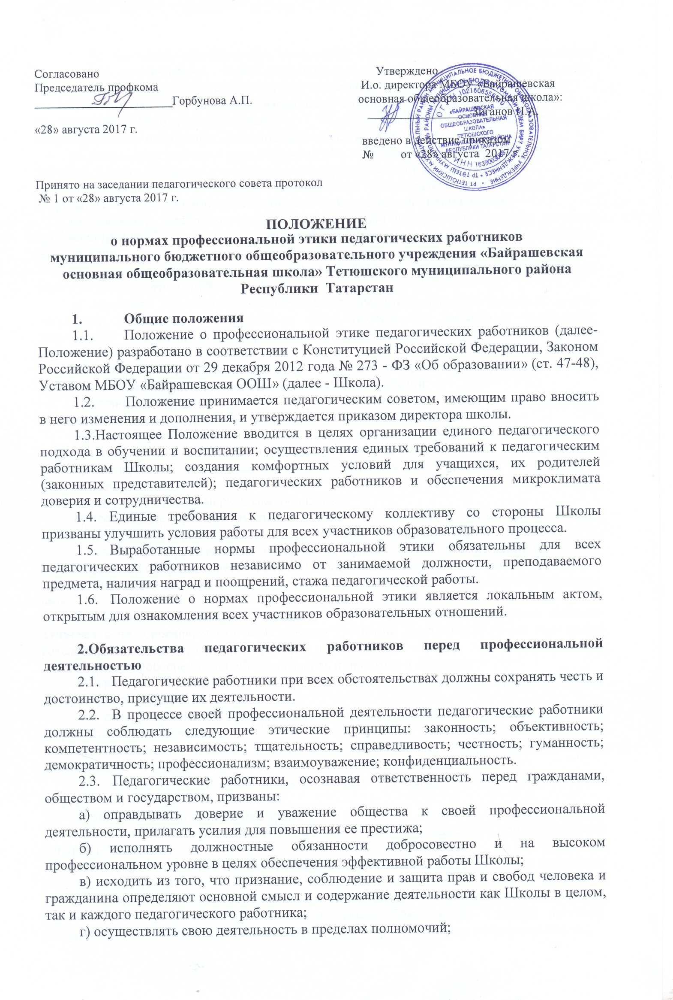 Согласовано
Председатель профкома
Горбунова А.П.
«28» августа 2017 г.
Утверждено
И.о. директора МБОУ «Байрашевская
основная общеобразовательная школа»:
Зиганов Н.А.
введено в действие приказом
№ от «28» августа 2017 г.
«БАЙРАШЕВСКАЯ
ОСНОВНАЯ
ОБЩЕОБРАЗОВАТЕЛЬНАЯ
ШКОЛА»
ТЕТЮШСКОГО
МУНИЦИПАЛЬНОГО РАЙОНА
РЕСПУБЛИКИ ТАТАРСТАН
Принято на заседании педагогического совета протокол
№ 1 от «28» августа 2017 г.
ПОЛОЖЕНИЕ
о нормах профессиональной этики педагогических работников
муниципального бюджетного общеобразовательного учреждения «Байрашевская
основная общеобразовательная школа» Тетюшского муниципального района
Республики Татарстан
1. Общие положения
1.1. Положение о профессиональной этике педагогических работников (далее-
Положение) разработано в соответствии с Конституцией Российской Федерации, Законом
Российской Федерации от 29 декабря 2012 года № 273 - ФЗ «Об образовании» (ст. 47-48),
Уставом МБОУ «Байрашевская ООШ» (далее - Школа).
1.2. Положение принимается педагогическим советом, имеющим право вносить
в него изменения и дополнения, и утверждается приказом директора школы.
1.3.Настоящее Положение вводится в целях организации единого педагогического
подхода в обучении и воспитании; осуществления единых требований к педагогическим
работникам Школы; создания комфортных условий для учащихся, их родителей
(законных представителей); педагогических работников и обеспечения микроклимата
доверия и сотрудничества.
1.4. Единые требования к педагогическому коллективу со стороны Школы
призваны улучшить условия работы для всех участников образовательного процесса.
1.5. Выработанные нормы профессиональной этики обязательны для всех
педагогических работников независимо от занимаемой должности, преподаваемого
предмета, наличия наград и поощрений, стажа педагогической работы.
1.6. Положение о нормах профессиональной этики является локальным актом,
открытым для ознакомления всех участников образовательных отношений.
2.Обязательства педагогических работников перед профессиональной
деятельностью
2.1. Педагогические работники при всех обстоятельствах должны сохранять честь и
достоинство, присущие их деятельности.
2.2. В процессе своей профессиональной деятельности педагогические работники
должны соблюдать следующие этические принципы: законность; объективность;
компетентность; независимость; тщательность; справедливость; честность; гуманность;
демократичность; профессионализм; взаимоуважение; конфиденциальность.
2.3. Педагогические работники, осознавая ответственность перед гражданами,
обществом и государством, призваны:
а) оправдывать доверие и уважение общества к своей профессиональной
деятельности, прилагать усилия для повышения ее престижа;
б) исполнять должностные обязанности добросовестно и на высоком
профессиональном уровне в целях обеспечения эффективной работы Школы;
в) исходить из того, что признание, соблюдение и защита прав и свобод человека и
гражданина определяют основной смысл и содержание деятельности как Школы в целом,
так и каждого педагогического работника;
г) осуществлять свою деятельность в пределах полномочий;